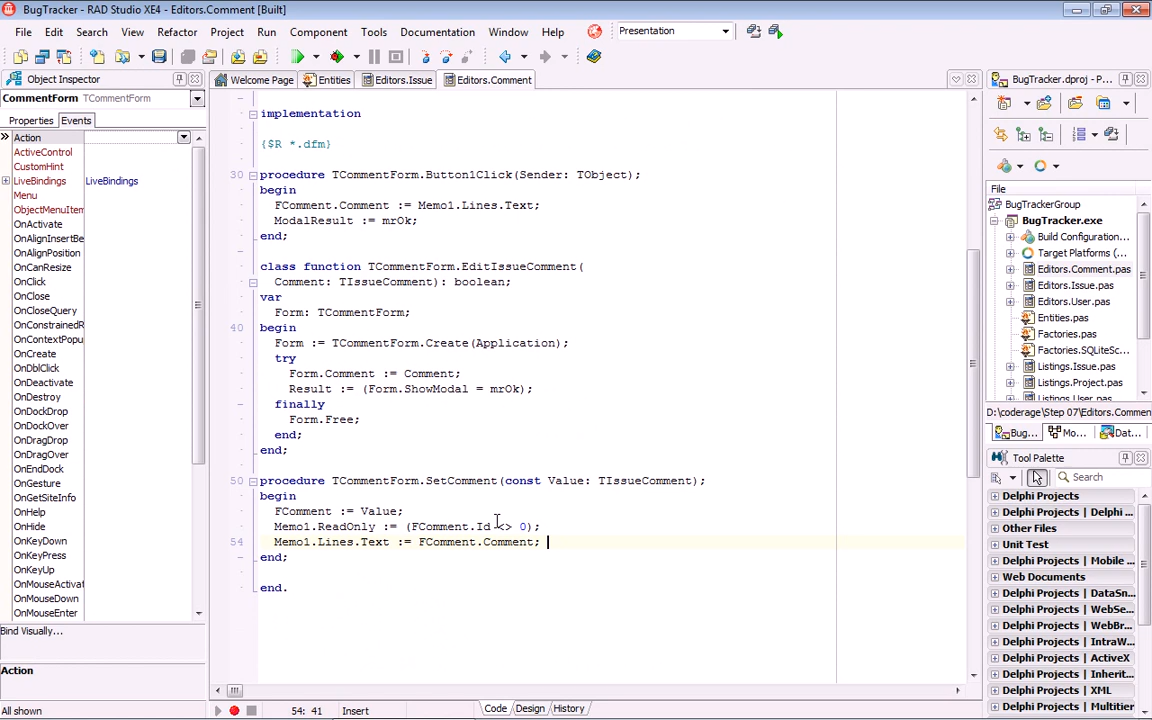 BugTracker - RAD Studio XE4 - Editors.Comment [Built]
File Edit Search View Refactor Project Run Component Tools Documentation Window Help
Presentation
Object Inspector
Welcome Page Entities Editors.Issue Editors.Comment
BugTracker.dproj - P...
CommentForm TCommentForm
Properties Events
Action
ActiveControl
CustomHint
LiveBindings LiveBindings
Menu
ObjectMenuItem
OnActivate
OnAlignInsertBe
OnAlignPosition
OnCanResize
OnClick
OnClose
OnCloseQuery
OnConstrainedR
OnContextPopu
OnCreate
OnDblClick
OnDeactivate
OnDestroy
OnDockDrop
OnDockOver
OnDragDrop
OnDragOver
OnEndDock
OnGesture
OnGetSiteInfo
OnHelp
OnHide
OnKeyDown
OnKeyPress
OnKeyUp
OnMouseActivat
OnMouseDown
OnMouseEnter
Bind Visually...
Action
All shown
implementation
{$R *.dfm}
30 procedure TCommentForm.Button1Click(Sender: TObject);
begin
FComment.Comment := Memo1.Lines.Text;
ModalResult := mrOk;
end;
class function TCommentForm.EditIssueComment(
Comment: TIssueComment): boolean;
var
Form: TCommentForm;
40 begin
Form := TCommentForm.Create(Application);
try
Form.Comment := Comment;
Result := (Form.ShowModal = mrOk);
finally
Form.Free;
end;
end;
50 procedure TCommentForm.SetComment(const Value: TIssueComment);
begin
FComment := Value;
Memo1.ReadOnly := (FComment.Id <> 0);
54 Memo1.Lines.Text := FComment.Comment;
end;
end.
54: 41 Insert Code Design History
File
BugTrackerGroup
BugTracker.exe
Build Configuration...
Target Platforms (...
Editors.Comment.pas
Editors.Issue.pas
Editors.User.pas
Entities.pas
Factories.pas
Factories.SQLiteSc...
Listings.Issue.pas
Listings.Project.pas
Listings.User.pas
D:\coderage\Step 07\Editors.Commen
Bug... Mo... Dat...
Tool Palette
Search
Delphi Projects
Delphi Projects | Delphi ...
Other Files
Unit Test
Delphi Projects | Mobile ...
Web Documents
Delphi Projects | DataSn...
Delphi Projects | WebSe...
Delphi Projects | WebBr...
Delphi Projects | IntraW...
Delphi Projects | ActiveX
Delphi Projects | Inherit...
Delphi Projects | XML
Delphi Projects | Multitier